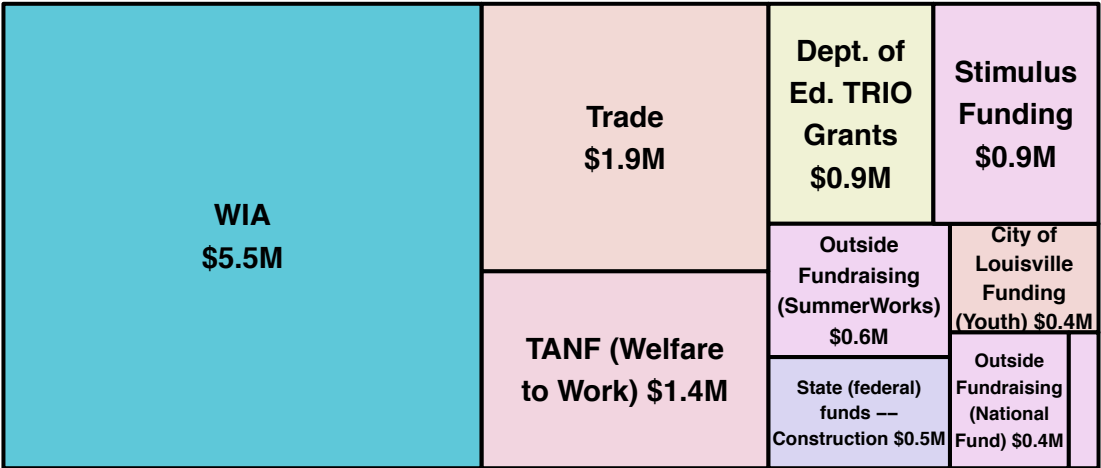 WIA
$5.5M
Trade
$1.9M
TANF (Welfare
to Work) $1.4M
Dept. of
Ed. TRIO
Grants
$0.9M
Stimulus
Funding
$0.9M
Outside
Fundraising
(SummerWorks)
$0.6M
State (federal)
funds −−
Construction $0.5M
City of
Louisville
Funding
(Youth) $0.4M
Outside
Fundraising
(National
Fund) $0.4M